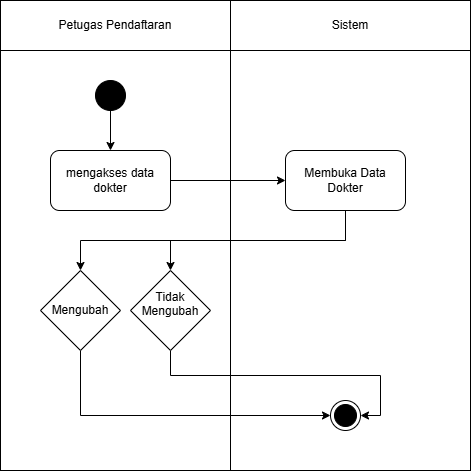 Petugas Pendaftaran
Sistem
mengakses data
dokter
Membuka Data
Dokter
Mengubah
Tidak
Mengubah